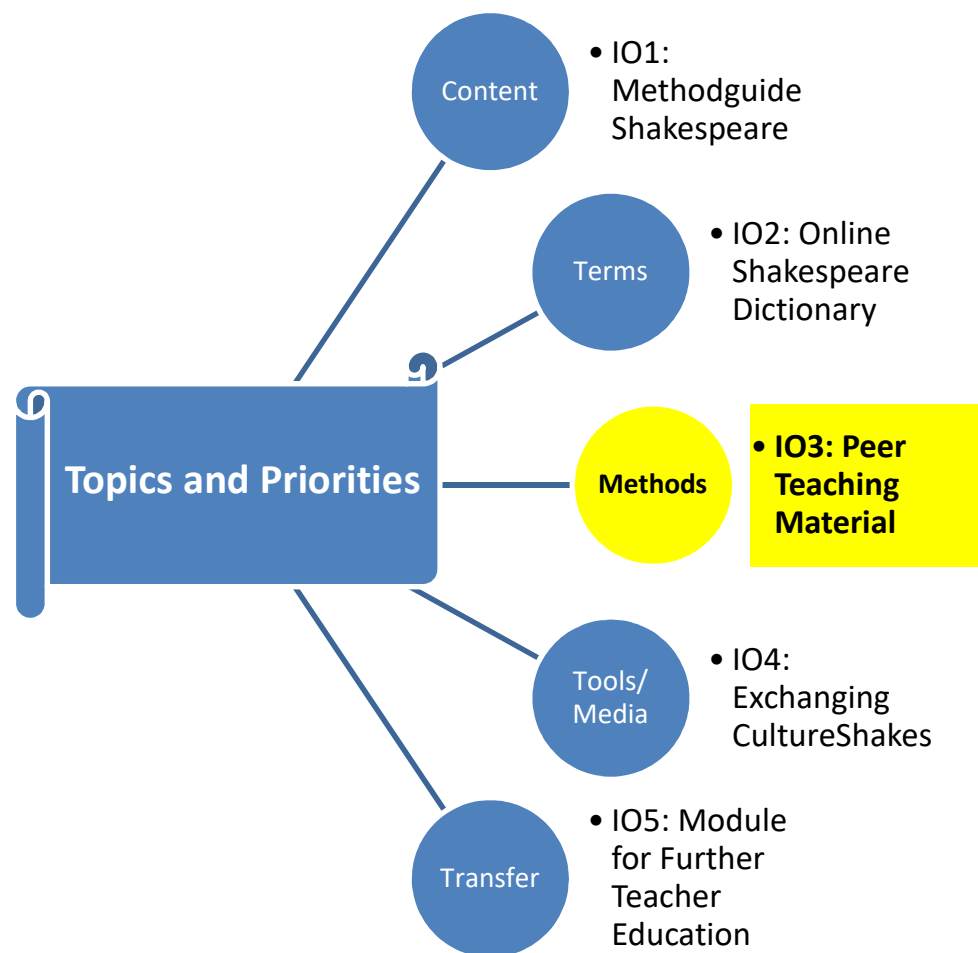 Content
• IO1:
Methodguide
Shakespeare
Terms
• IO2: Online
Shakespeare
Dictionary
Topics and Priorities
Methods
• IO3: Peer
Teaching
Material
Tools/
Media
• IO4:
Exchanging
CultureShakes
Transfer
• IO5: Module
for Further
Teacher
Education